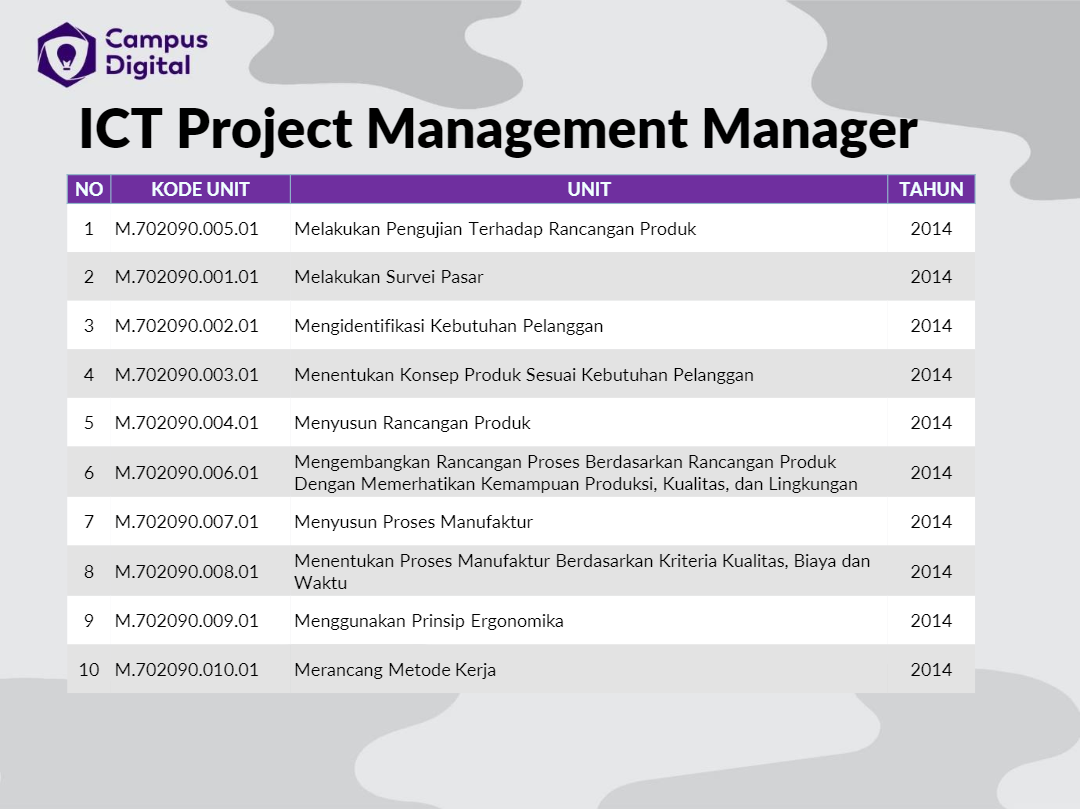 Campus
Digital
ICT Project Management Manager
NO KODE UNIT UNIT TAHUN
1 M.702090.005.01 Melakukan Pengujian Terhadap Rancangan Produk 2014
2 M.702090.001.01 Melakukan Survei Pasar 2014
3 M.702090.002.01 Mengidentifikasi Kebutuhan Pelanggan 2014
4 M.702090.003.01 Menentukan Konsep Produk Sesuai Kebutuhan Pelanggan 2014
5 M.702090.004.01 Menyusun Rancangan Produk 2014
6 M.702090.006.01 Mengembangkan Rancangan Proses Berdasarkan Rancangan Produk
Dengan Memerhatikan Kemampuan Produksi, Kualitas, dan Lingkungan 2014
7 M.702090.007.01 Menyusun Proses Manufaktur 2014
8 M.702090.008.01 Menentukan Proses Manufaktur Berdasarkan Kriteria Kualitas, Biaya dan
Waktu 2014
9 M.702090.009.01 Menggunakan Prinsip Ergonomika 2014
10 M.702090.010.01 Merancang Metode Kerja 2014